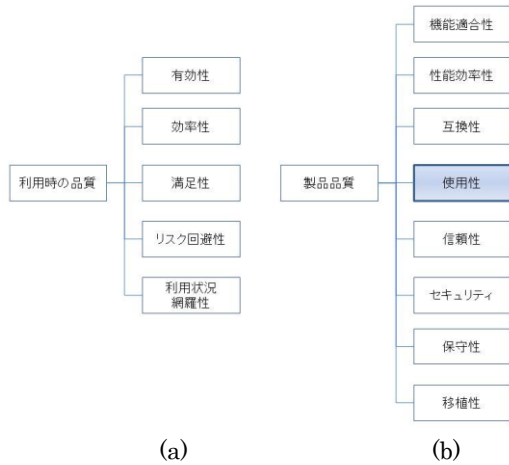 利用時の品質
有効性
効率性
満足性
リスク回避性
利用状況
網羅性
(a)
製品品質
機能適合性
性能効率性
互換性
使用性
信頼性
セキュリティ
保守性
移植性
(b)